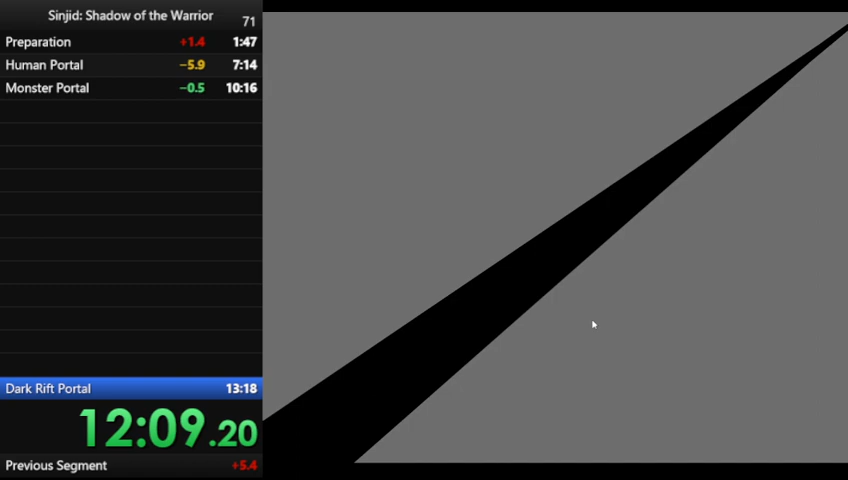 Sinjid: Shadow of the Warrior
71
Preparation +1.4 1:47
Human Portal −5.9 7:14
Monster Portal −0.5 10:16
Dark Rift Portal 13:18
12:09.20
Previous Segment +5.4